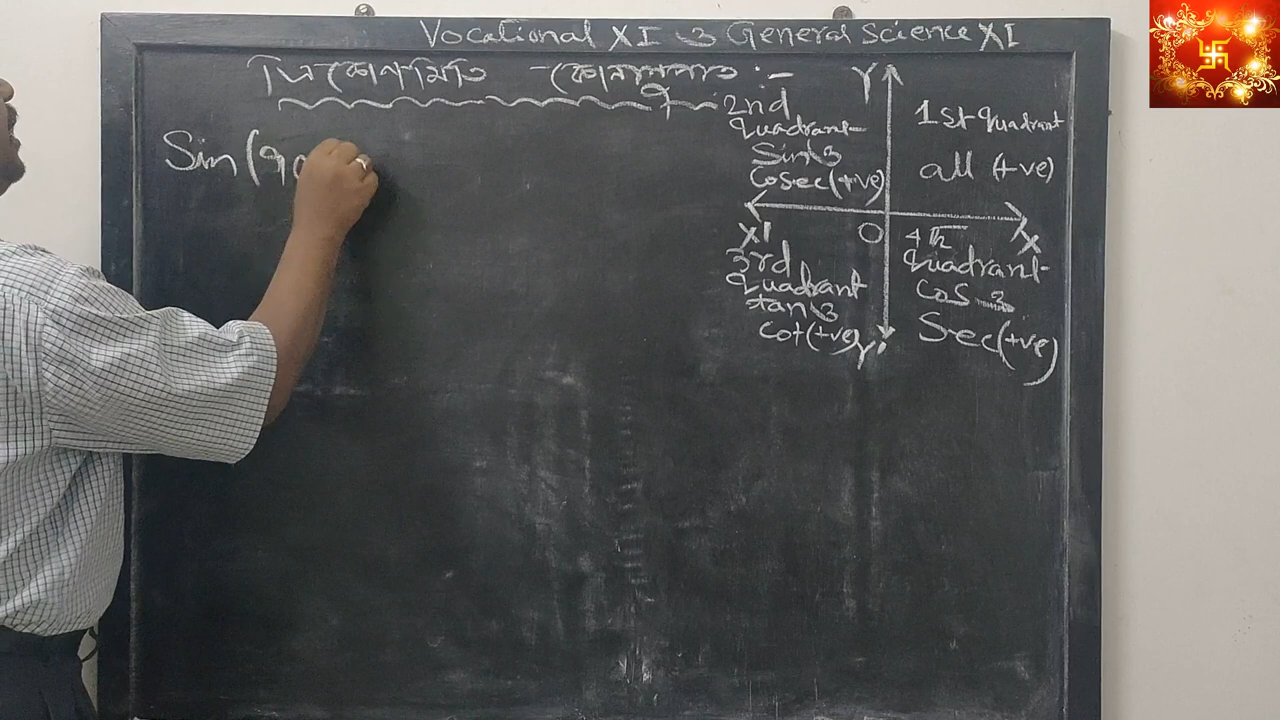 Vocational XI ও General Science XI
ত্রিকোণমিতি - কোণানুপাত :-
Sin (90
2nd
quadrant
Sin ও
Cosec (+ve)
1st quadrant
all (+ve)
Y
X'
O
X
3rd
quadrant
tan ও
cot (+ve)
Y'
4th
quadrant
Cos ও
Sec (+ve)